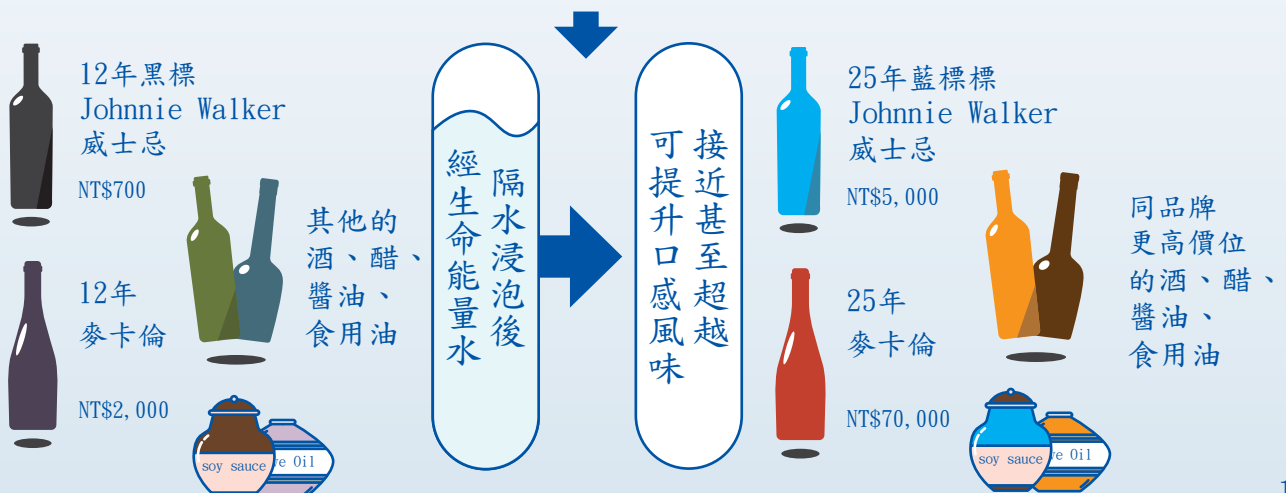 12年黑標
Johnnie Walker
威士忌
NT$700
其他的
酒、醋、
醬油、
食用油
12年
麥卡倫
NT$2,000
soy sauce
ve Oil
經生命能量水
隔水浸泡後
可提升口感風味
接近甚至超越
25年藍標標
Johnnie Walker
威士忌
NT$5,000
同品牌
更高價位
的酒、醋、
醬油、
食用油
25年
麥卡倫
NT$70,000
soy sauce
ve Oil